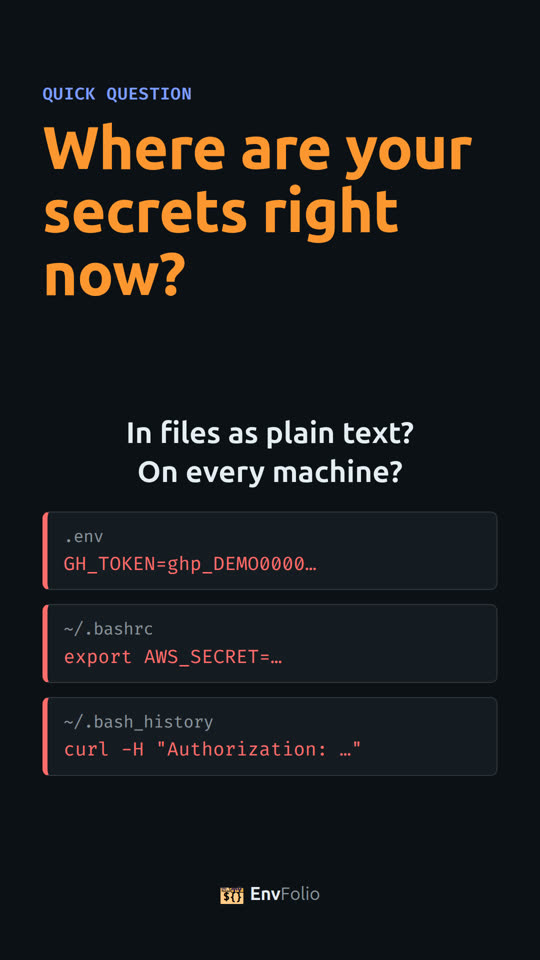 QUICK QUESTION
Where are your
secrets right
now?
In files as plain text?
On every machine?
.env
GH_TOKEN=ghp_DEMO0000…
~/.bashrc
export AWS_SECRET=…
~/.bash_history
curl -H "Authorization: …"
${} EnvFolio